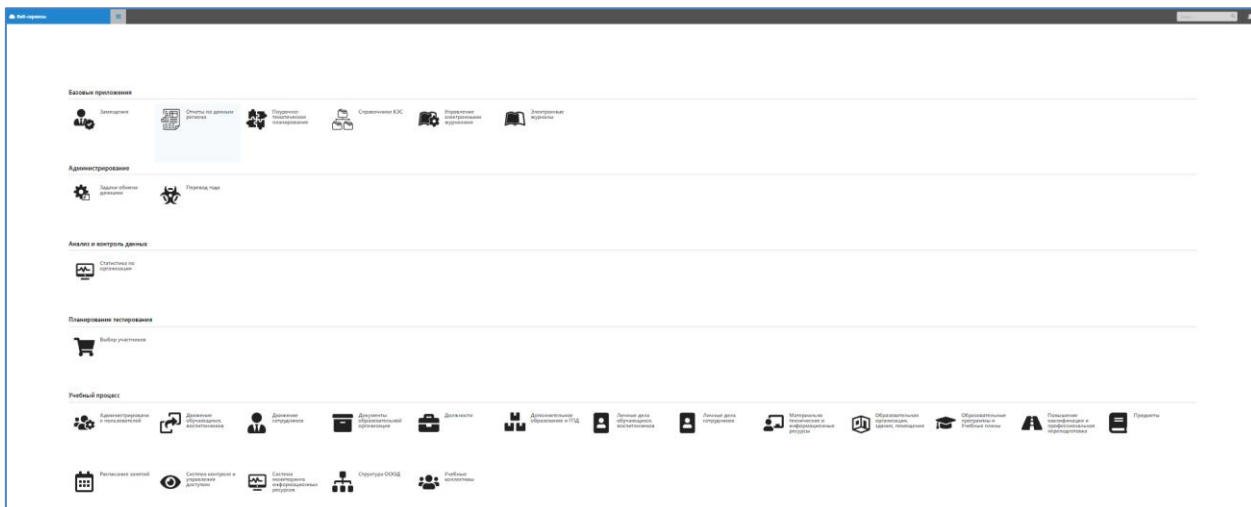 Веб-сервисы
Базовые приложения
Замещение
Отчеты по данным
региона
Поурочно-
тематическое
планирование
Справочники КЭС
Управление
электронными
журналами
Электронные
журналы
Администрирование
Задачи обмена
данными
Перевод года
Анализ и контроль данных
Статистика по
организации
Планирование тестирования
Выбор участников
Учебный процесс
Администрировани
е пользователей
Движение
обучающихся,
воспитанников
Движение
сотрудников
Документы
образовательной
организации
Должности
Дополнительное
образование и ГПД
Личные дела
обучающихся,
воспитанников
Личные дела
сотрудников
Материально
технические и
информационные
ресурсы
Образовательная
организация,
здания, помещения
Образовательные
программы и
Учебные планы
Повышение
квалификации и
профессиональная
переподготовка
Предметы
Расписание занятий
Система контроля и
управления
доступом
Система
мониторинга
информационных
ресурсов
Структура ОООД
Учебные
коллективы